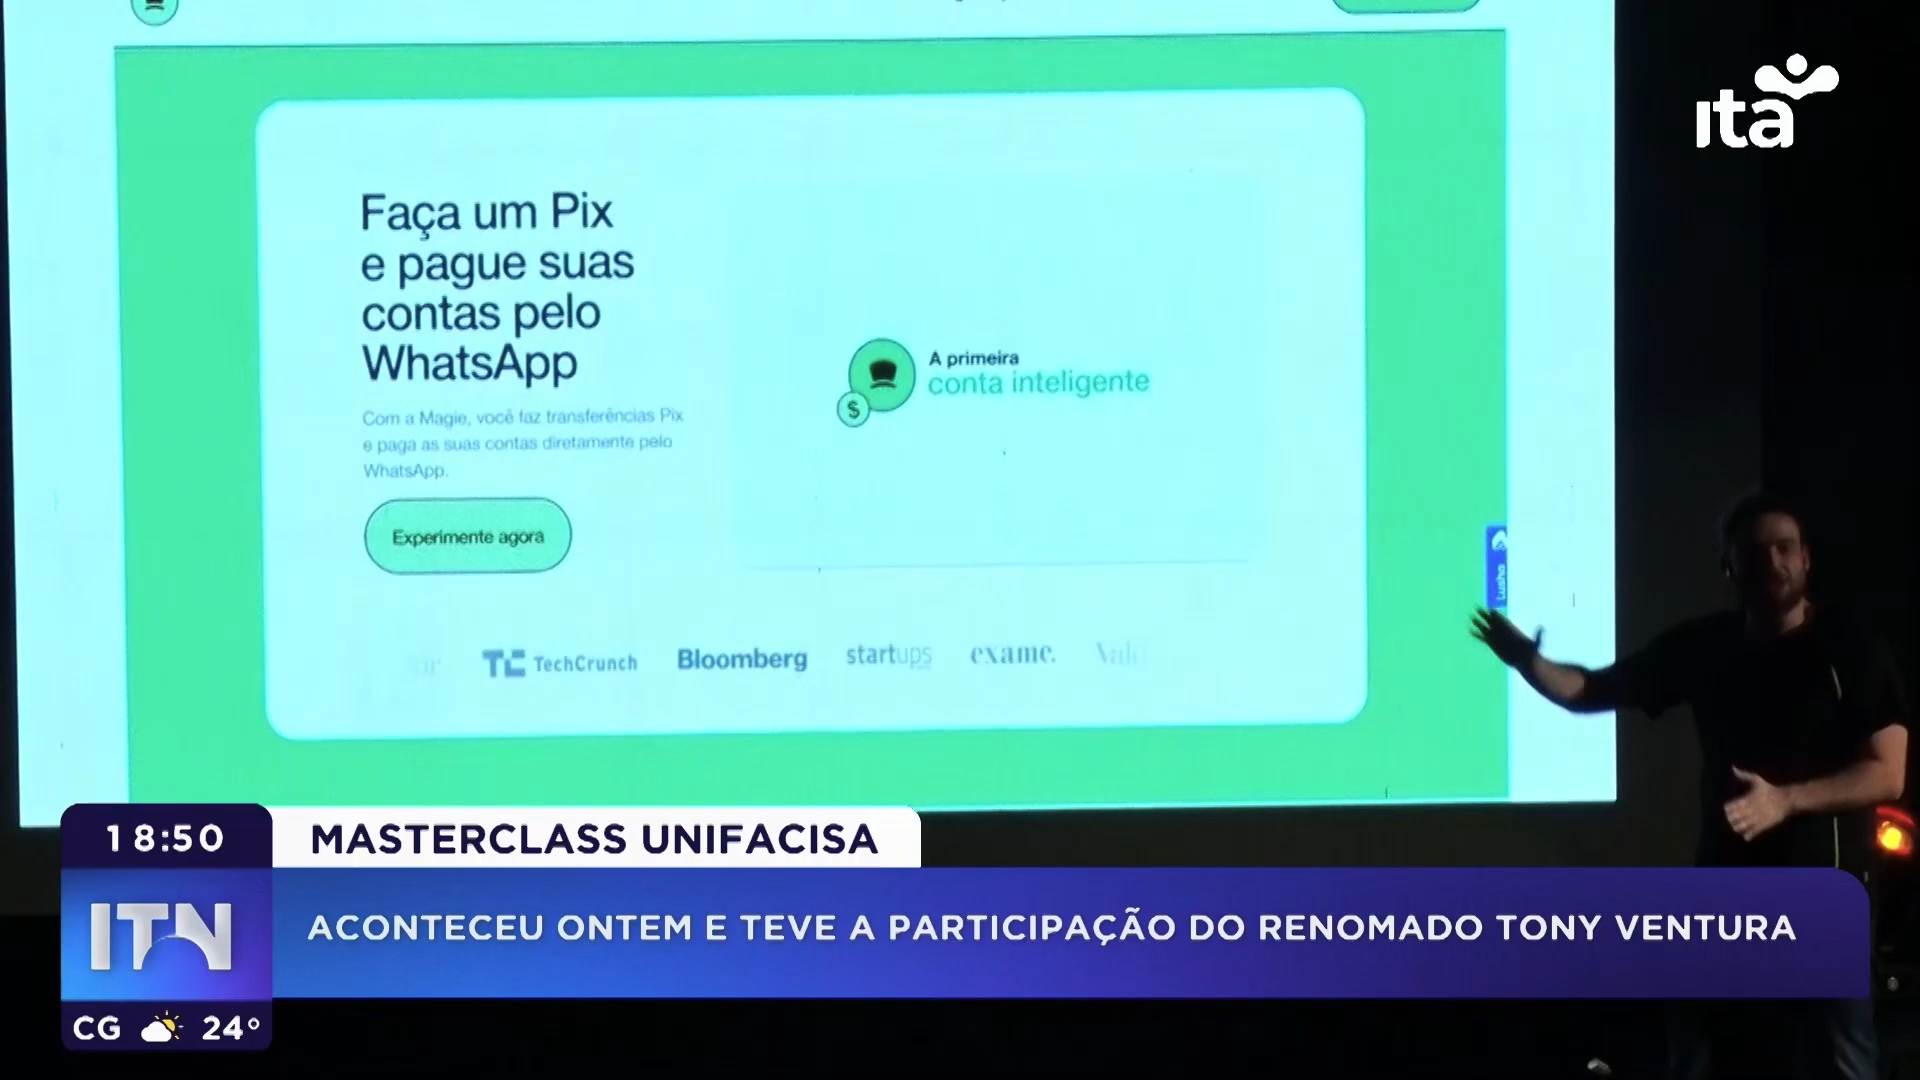 ita
Faça um Pix
e pague suas
contas pelo
WhatsApp
Com a Magie, você faz transferências Pix
e paga as suas contas diretamente pelo
WhatsApp.
Experimente agora
A primeira
conta inteligente
$
Lusha
TC TechCrunch
Bloomberg
startups
exame.
18:50
MASTERCLASS UNIFACISA
ITN
ACONTECEU ONTEM E TEVE A PARTICIPAÇÃO DO RENOMADO TONY VENTURA
CG 24°